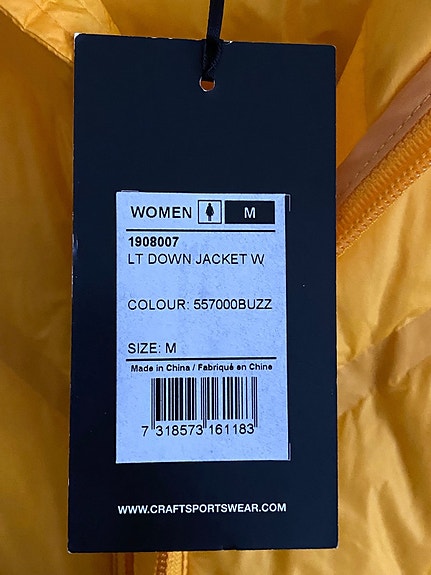 WOMEN M
1908007
LT DOWN JACKET W
COLOUR: 557000BUZZ
SIZE: M
Made in China / Fabriqué en Chine
7 318573 161183
WWW.CRAFTSPORTSWEAR.COM